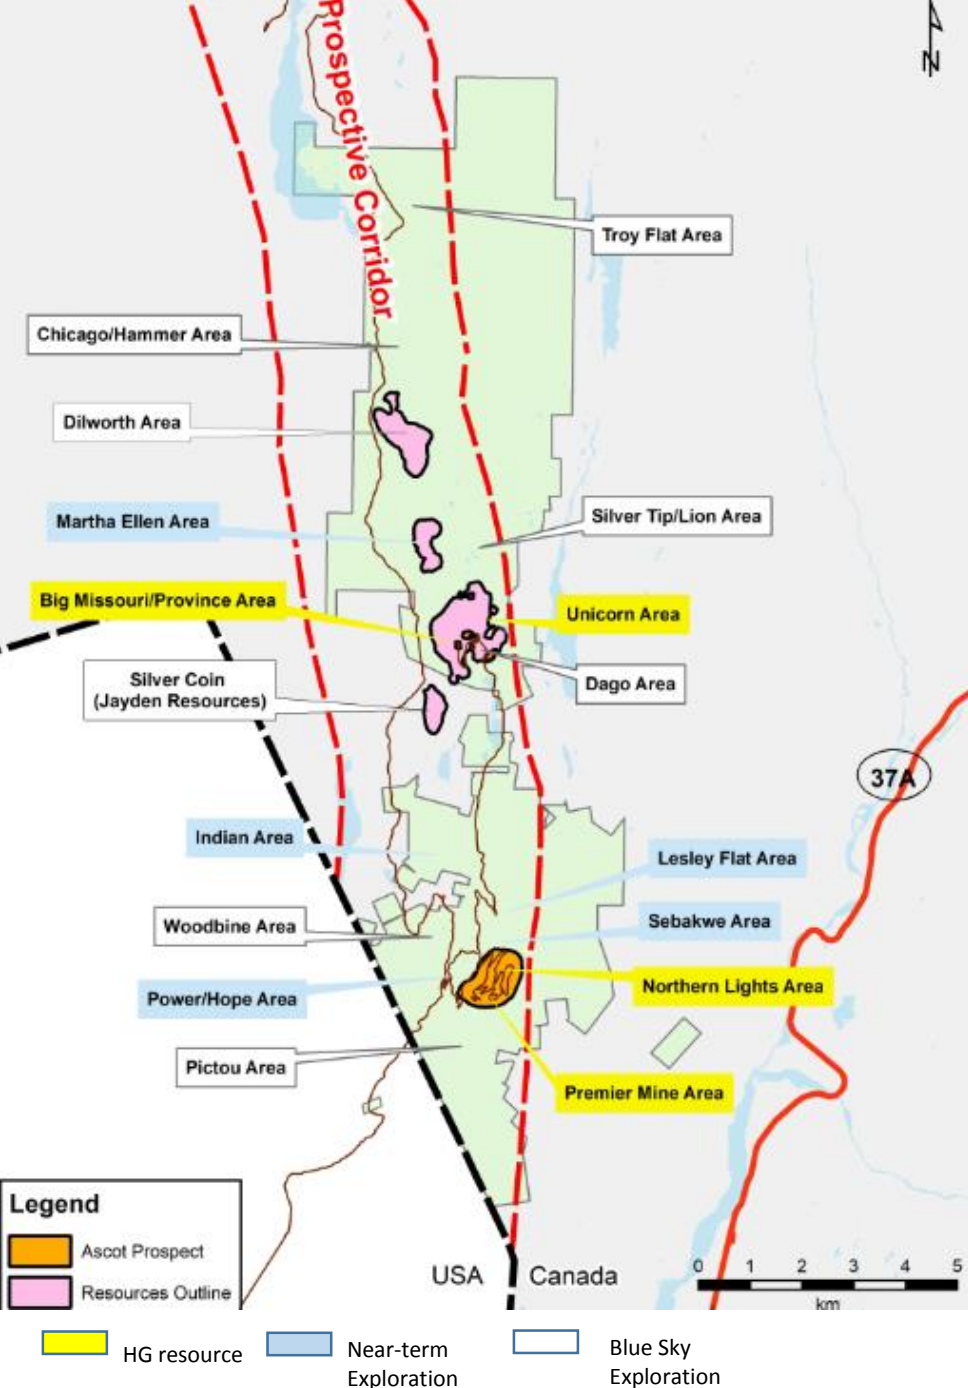 Prospective Corridor
N
Troy Flat Area
Chicago/Hammer Area
Dilworth Area
Martha Ellen Area
Silver Tip/Lion Area
Big Missouri/Province Area
Unicorn Area
Silver Coin
(Jayden Resources)
Dago Area
37A
Indian Area
Lesley Flat Area
Woodbine Area
Sebakwe Area
Power/Hope Area
Northern Lights Area
Pictou Area
Premier Mine Area
Legend
Ascot Prospect
Resources Outline
USA
Canada
0 1 2 3 4 5
km
HG resource
Near-term
Exploration
Blue Sky
Exploration